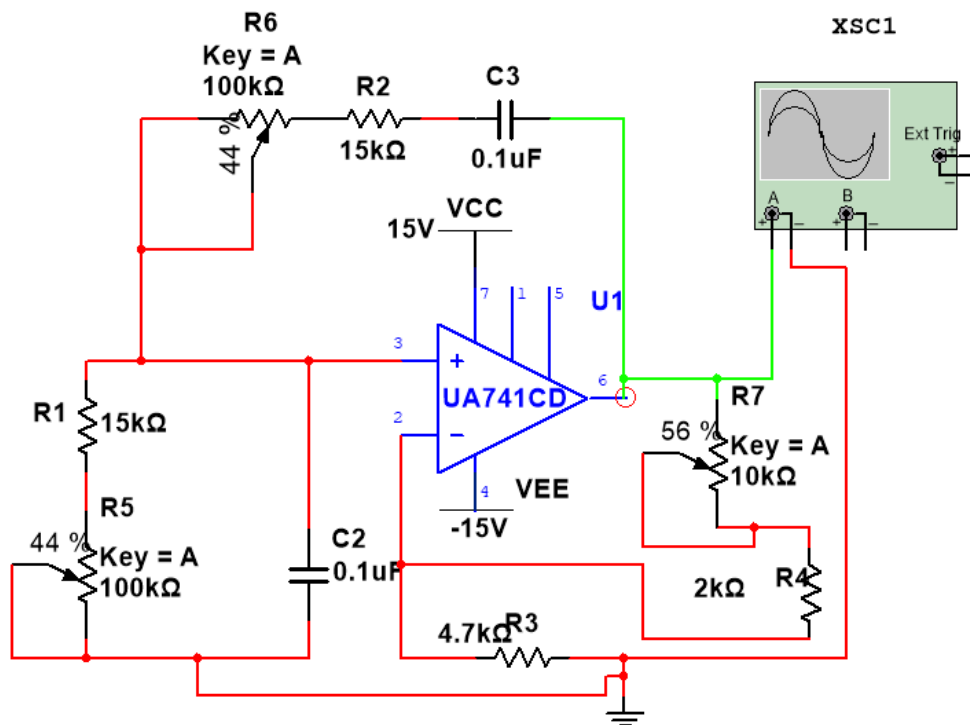 R6
Key = A
100kΩ
44 %
R2
15kΩ
C3
0.1uF
XSC1
Ext Trig
+
−
A
B
+
−
+
−
VCC
15V
7
1
5
U1
3
+
UA741CD
6
2
−
4
VEE
-15V
R1
15kΩ
R5
44 %
Key = A
100kΩ
C2
0.1uF
R7
56 %
Key = A
10kΩ
2kΩ
R4
4.7kΩ
R3